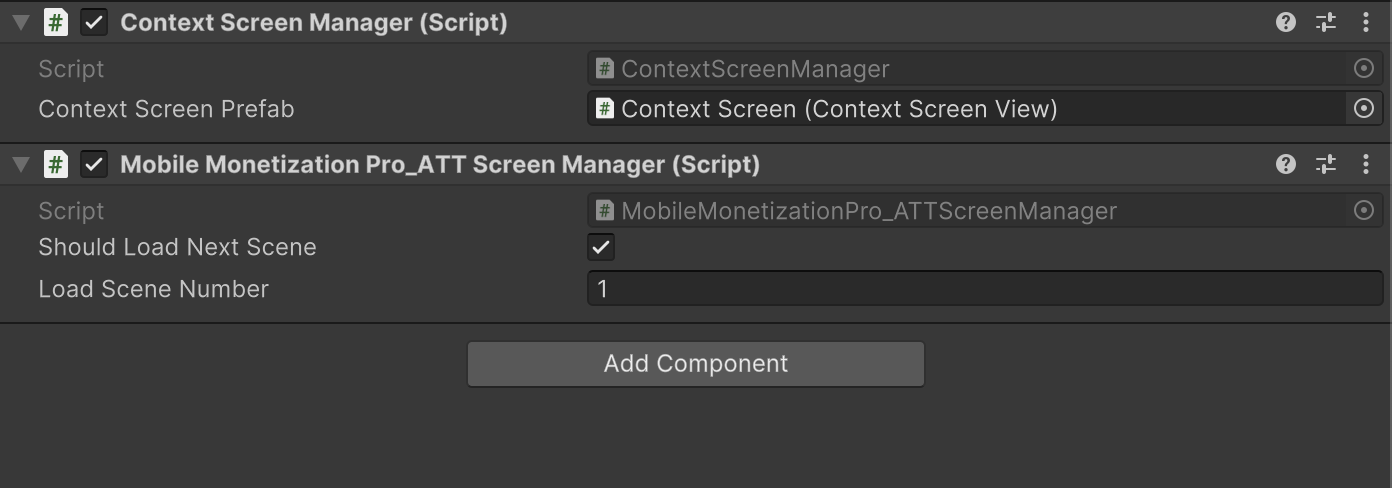 # Context Screen Manager (Script)
Script # ContextScreenManager
Context Screen Prefab # Context Screen (Context Screen View)
# Mobile Monetization Pro_ATT Screen Manager (Script)
Script # MobileMonetizationPro_ATTScreenManager
Should Load Next Scene
Load Scene Number 1
Add Component